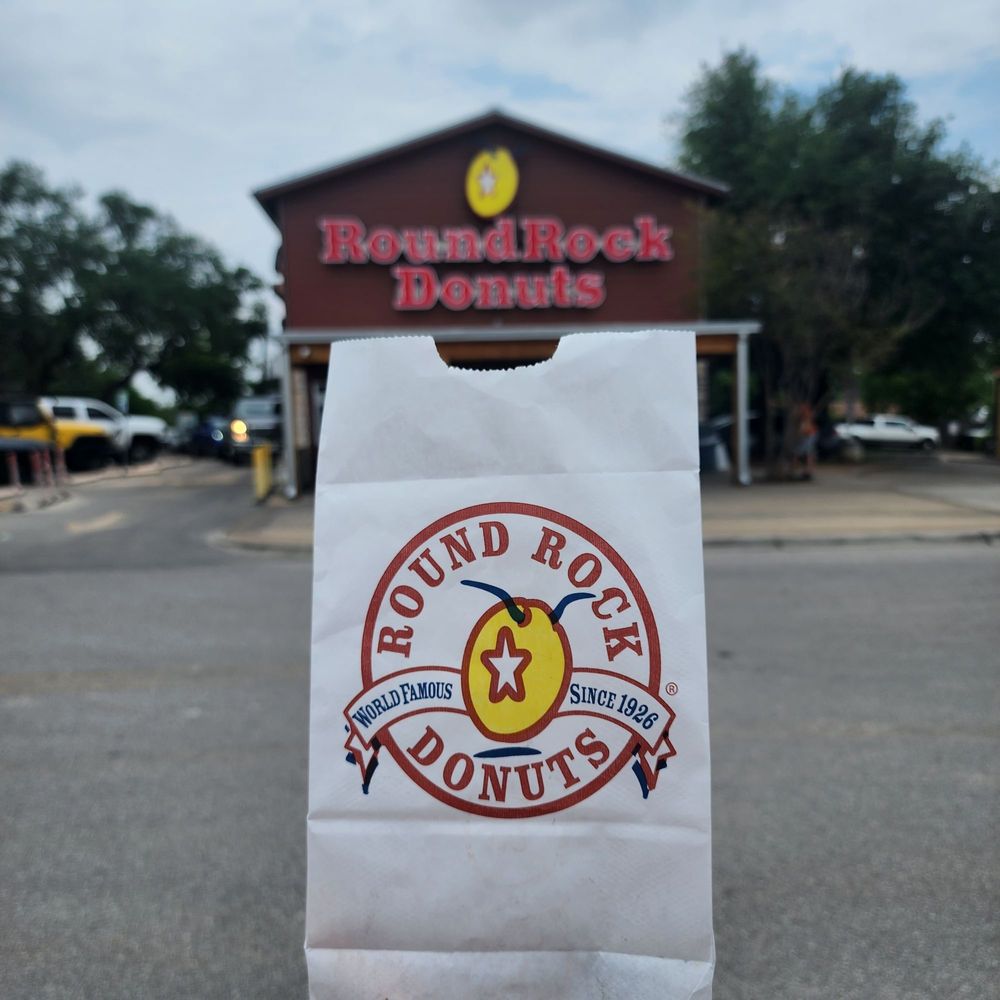 RoundRock
Donuts
ROUND ROCK
WORLD FAMOUS
SINCE 1926
®
DONUTS